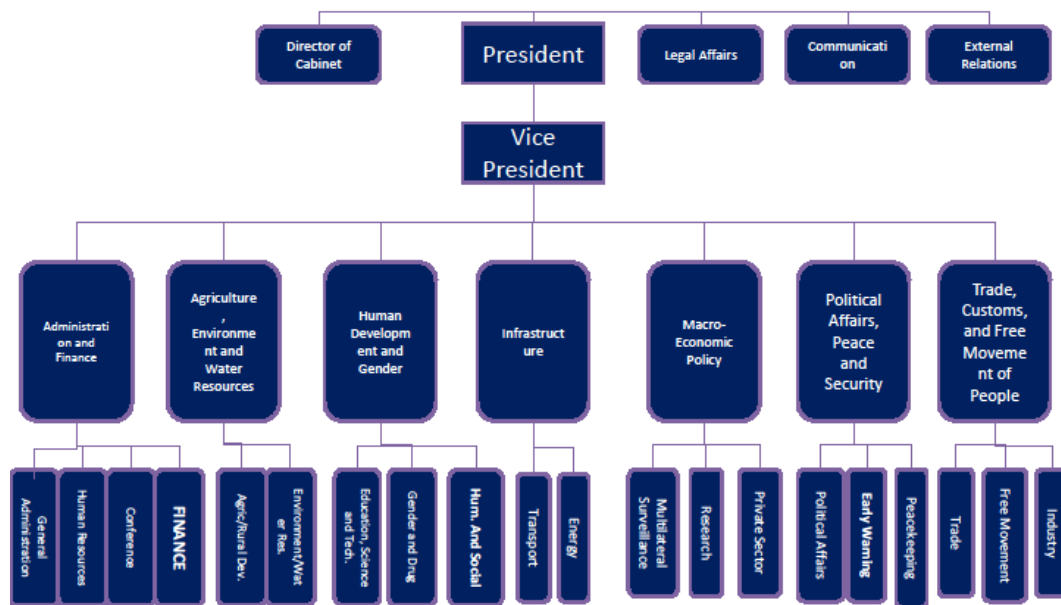 Director of
Cabinet
President
Legal Affairs
Communicati
on
External
Relations
Vice
President
Administrati
on and
Finance
Agriculture
,
Environme
nt and
Water
Resources
Human
Developm
ent and
Gender
Infrastruct
ure
Macro-
Economic
Policy
Political
Affairs,
Peace
and
Security
Trade,
Customs,
and Free
Moveme
nt of
People
General
Administration
Human Resources
Conference
FINANCE
Agric/Rural Dev.
Environment/Wat
er Res.
Education, Science
and Tech.
Gender and Drug
Hum. And Social
Transport
Energy
Multilateral
Surveillance
Research
Private Sector
Political Affairs
Early Warning
Peacekeeping
Trade
Free Movement
Industry